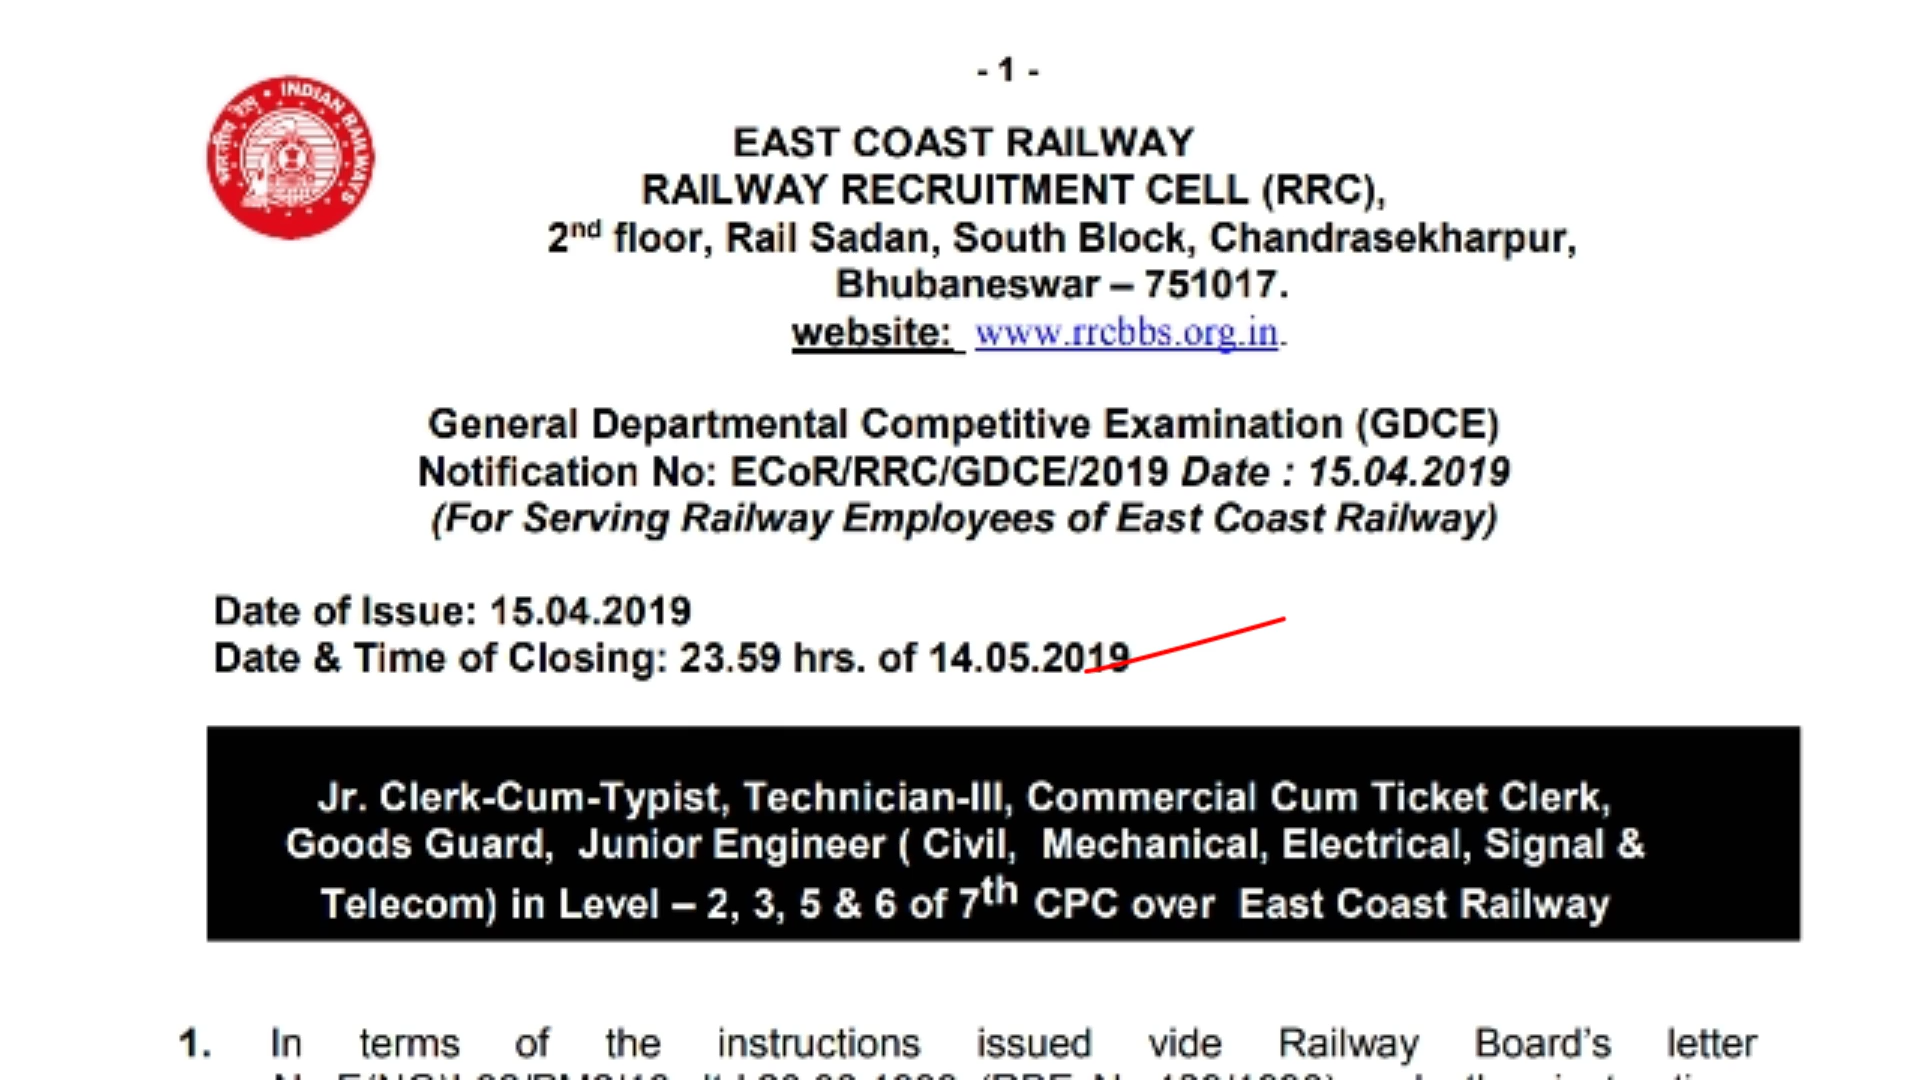 - 1 -
INDIAN RAILWAYS
भारतीय रेल
EAST COAST RAILWAY
RAILWAY RECRUITMENT CELL (RRC),
2nd floor, Rail Sadan, South Block, Chandrasekharpur,
Bhubaneswar – 751017.
website: www.rrcbbs.org.in.
General Departmental Competitive Examination (GDCE)
Notification No: ECoR/RRC/GDCE/2019 Date : 15.04.2019
(For Serving Railway Employees of East Coast Railway)
Date of Issue: 15.04.2019
Date & Time of Closing: 23.59 hrs. of 14.05.2019
Jr. Clerk-Cum-Typist, Technician-III, Commercial Cum Ticket Clerk,
Goods Guard, Junior Engineer ( Civil, Mechanical, Electrical, Signal &
Telecom) in Level – 2, 3, 5 & 6 of 7th CPC over East Coast Railway
1. In terms of the instructions issued vide Railway Board's letter